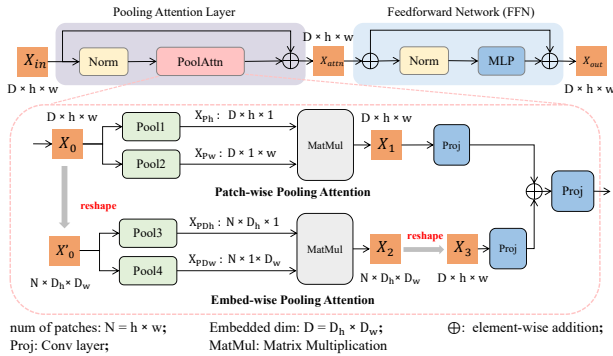 Pooling Attention Layer
Feedforward Network (FFN)
D × h × w
X_in
Norm
PoolAttn
⊕
X_attn
⊕
Norm
MLP
⊕
X_out
D × h × w
D × h × w
D × h × w
D × h × w
Pool1
X_Ph : D × h × 1
X_0
Pool2
X_Pw : D × 1 × w
MatMul
X_1
Proj
Patch-wise Pooling Attention
reshape
⊕
Proj
Pool3
X_PDh : N × D_h × 1
X'_0
Pool4
X_PDw : N × 1 × D_w
MatMul
X_2
reshape
X_3
Proj
N × D_h × D_w
N × D_h × D_w
D × h × w
Embed-wise Pooling Attention
num of patches: N = h × w; Embedded dim: D = D_h × D_w; ⊕: element-wise addition;
Proj: Conv layer; MatMul: Matrix Multiplication